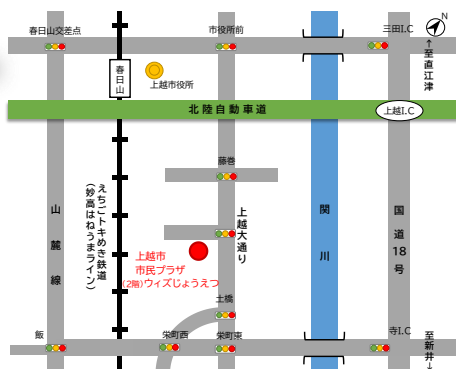 春日山交差点
市役所前
三田I.C
N
←至直江津
春日山
上越市役所
北陸自動車道
上越I.C
藤巻
山麓線
えちごトキめき鉄道
(妙高はねうまライン)
上越大通り
関川
国道18号
上越市
市民プラザ
(2階)ウィズじょうえつ
土橋
飯
栄町西
栄町東
寺I.C
至新井→